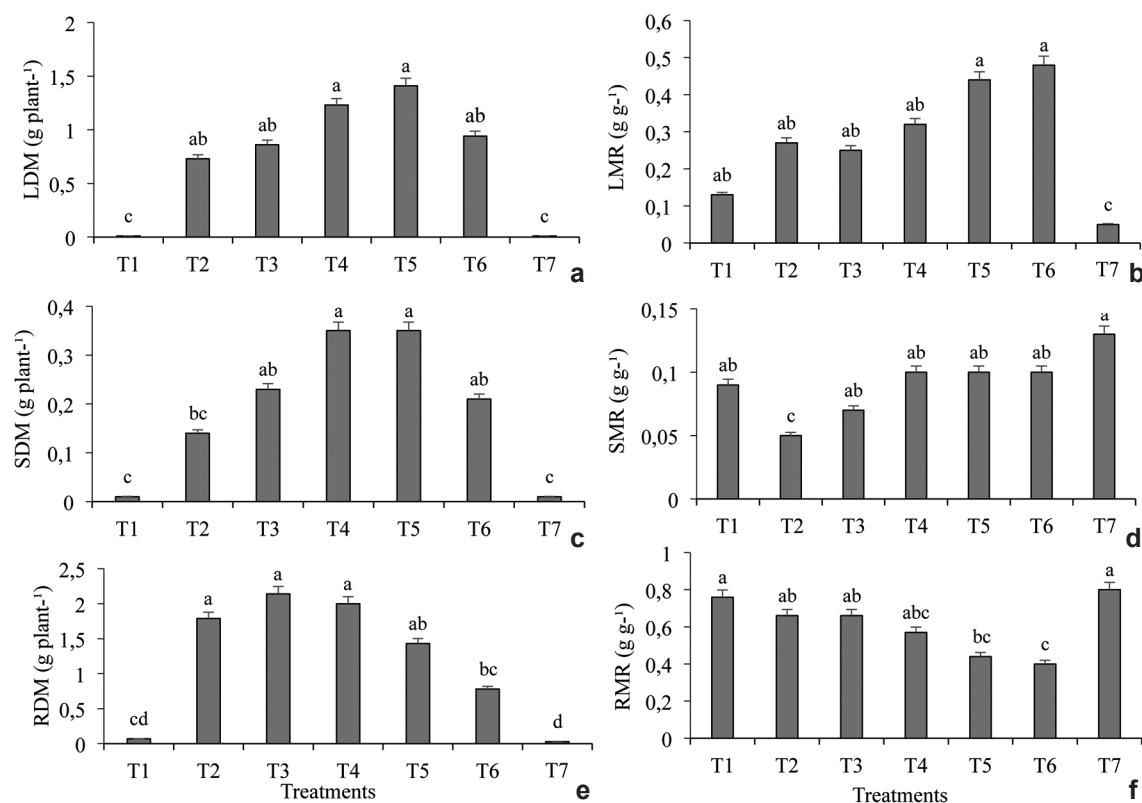 LDM (g plant-¹)
2
1,5
1
0,5
0
c ab ab a a ab c
T1 T2 T3 T4 T5 T6 T7
a
LMR (g g-¹)
0,6
0,5
0,4
0,3
0,2
0,1
0
ab ab ab ab a a c
T1 T2 T3 T4 T5 T6 T7
b
SDM (g plant-¹)
0,4
0,3
0,2
0,1
0
c bc ab a a ab c
T1 T2 T3 T4 T5 T6 T7
c
SMR (g g-¹)
0,15
0,1
0,05
0
ab c ab ab ab ab a
T1 T2 T3 T4 T5 T6 T7
d
RDM (g plant-¹)
2,5
2
1,5
1
0,5
0
cd a a a ab bc d
T1 T2 T3 T4 T5 T6 T7
Treatments
e
RMR (g g-¹)
1
0,8
0,6
0,4
0,2
0
a ab ab abc bc c a
T1 T2 T3 T4 T5 T6 T7
Treatments
f